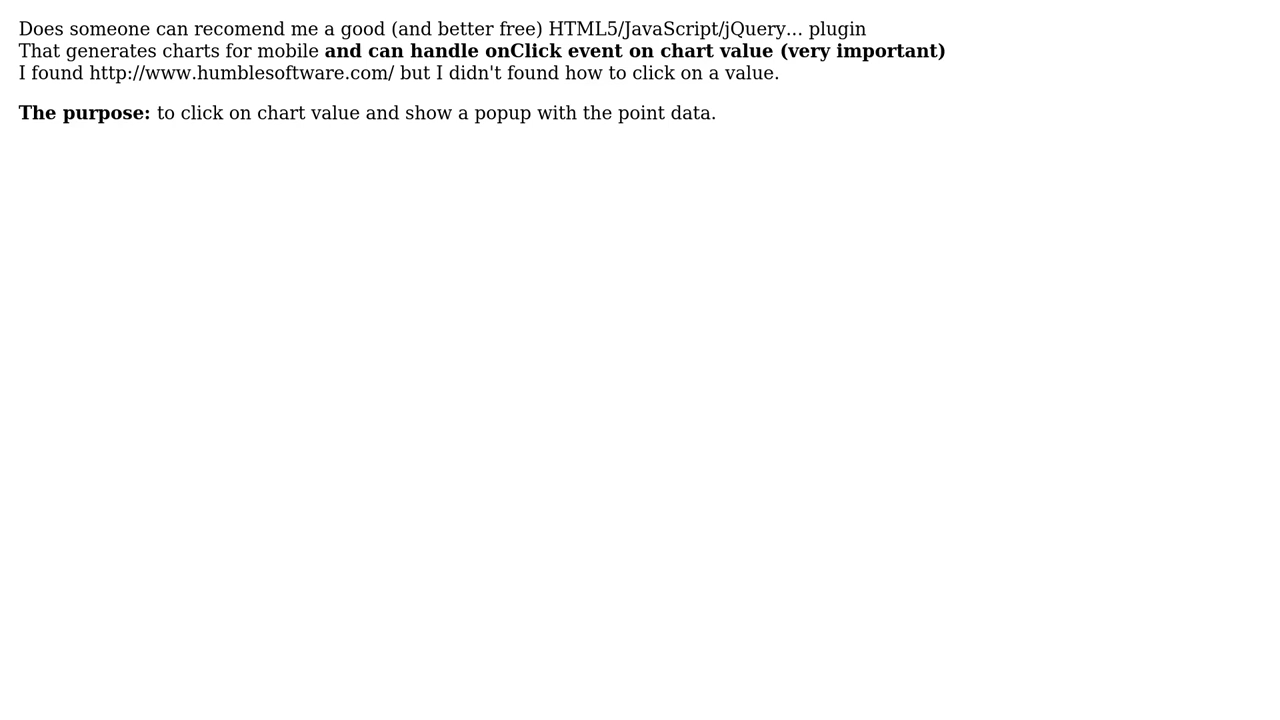 Does someone can recomend me a good (and better free) HTML5/JavaScript/jQuery... plugin
That generates charts for mobile and can handle onClick event on chart value (very important)
I found http://www.humblesoftware.com/ but I didn't found how to click on a value.
The purpose: to click on chart value and show a popup with the point data.